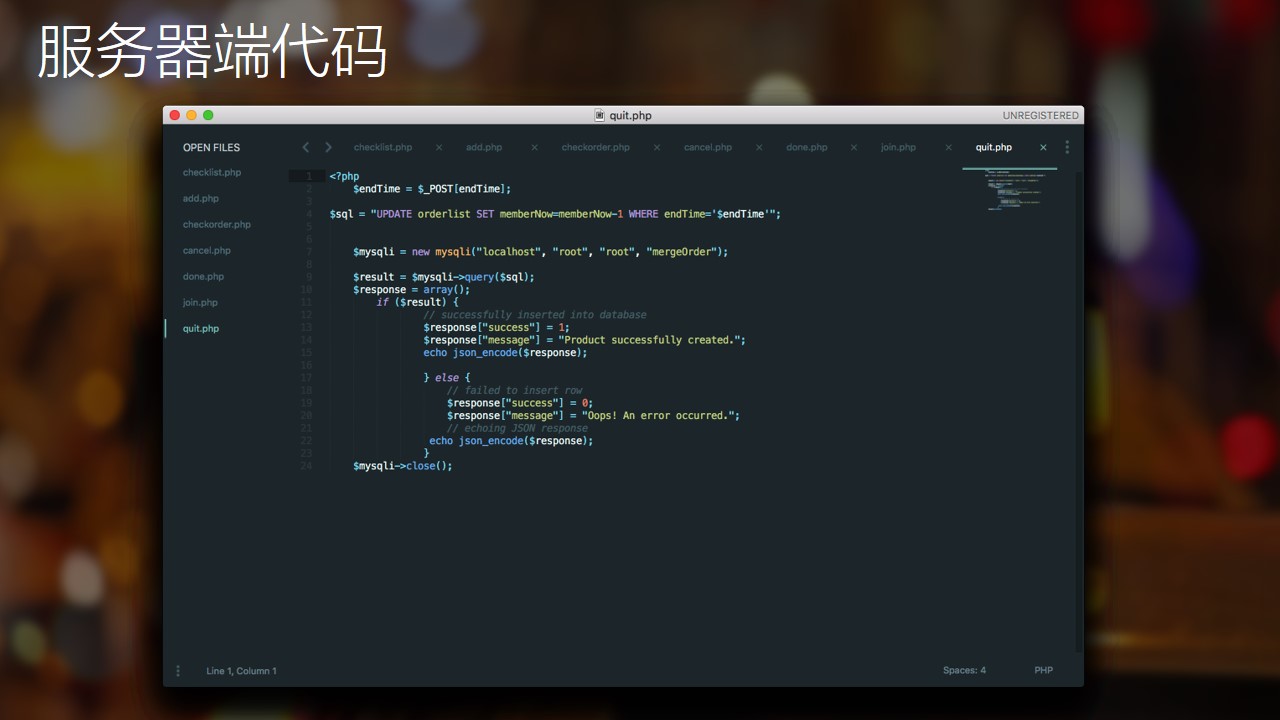 服务器端代码
quit.php
UNREGISTERED
OPEN FILES
checklist.php
add.php
checkorder.php
cancel.php
done.php
join.php
quit.php
checklist.php × add.php × checkorder.php × cancel.php × done.php × join.php × quit.php ×
1 <?php
2 $endTime = $_POST[endTime];
3
4 $sql = "UPDATE orderlist SET memberNow=memberNow-1 WHERE endTime='$endTime'";
5
6
7 $mysqli = new mysqli("localhost", "root", "root", "mergeOrder");
8
9 $result = $mysqli->query($sql);
10 $response = array();
11 if ($result) {
12 // successfully inserted into database
13 $response["success"] = 1;
14 $response["message"] = "Product successfully created.";
15 echo json_encode($response);
16
17 } else {
18 // failed to insert row
19 $response["success"] = 0;
20 $response["message"] = "Oops! An error occurred.";
21 // echoing JSON response
22 echo json_encode($response);
23 }
24 $mysqli->close();
Line 1, Column 1
Spaces: 4
PHP